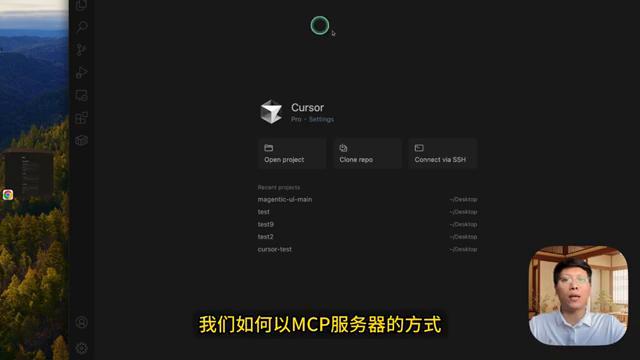 Cursor
Pro - Settings
Open project
Clone repo
Connect via SSH
Recent projects
magentic-ui-main ~/Desktop
test ~/Desktop
test9 ~/Desktop
test2 ~/Desktop
cursor-test ~/Desktop
我们如何以MCP服务器的方式